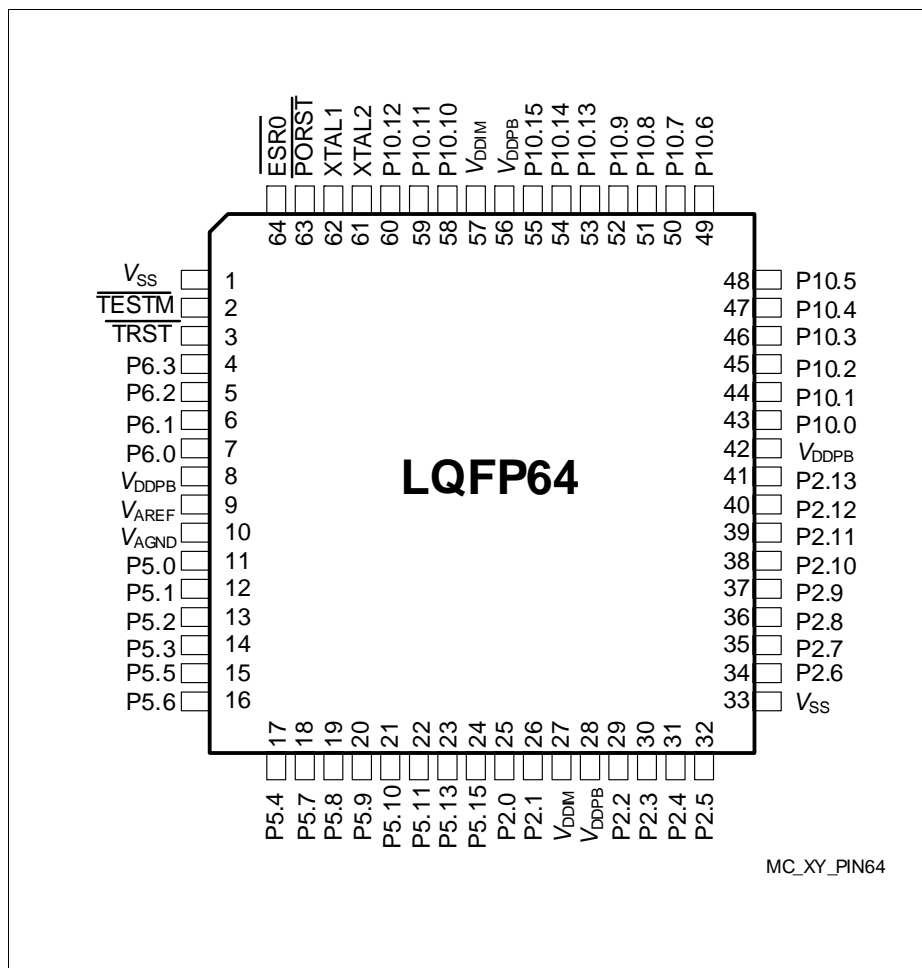 ESR0
PORST
XTAL1
XTAL2
P10.12
P10.11
P10.10
VDDIM
VDDPB
P10.15
P10.14
P10.13
P10.9
P10.8
P10.7
P10.6
64 63 62 61 60 59 58 57 56 55 54 53 52 51 50 49
VSS 1
TESTM 2
TRST 3
P6.3 4
P6.2 5
P6.1 6
P6.0 7
VDDPB 8
VAREF 9
VAGND 10
P5.0 11
P5.1 12
P5.2 13
P5.3 14
P5.5 15
P5.6 16
LQFP64
48 P10.5
47 P10.4
46 P10.3
45 P10.2
44 P10.1
43 P10.0
42 VDDPB
41 P2.13
40 P2.12
39 P2.11
38 P2.10
37 P2.9
36 P2.8
35 P2.7
34 P2.6
33 VSS
17 18 19 20 21 22 23 24 25 26 27 28 29 30 31 32
P5.4
P5.7
P5.8
P5.9
P5.10
P5.11
P5.13
P5.15
P2.0
P2.1
VDDIM
VDDPB
P2.2
P2.3
P2.4
P2.5
MC_XY_PIN64